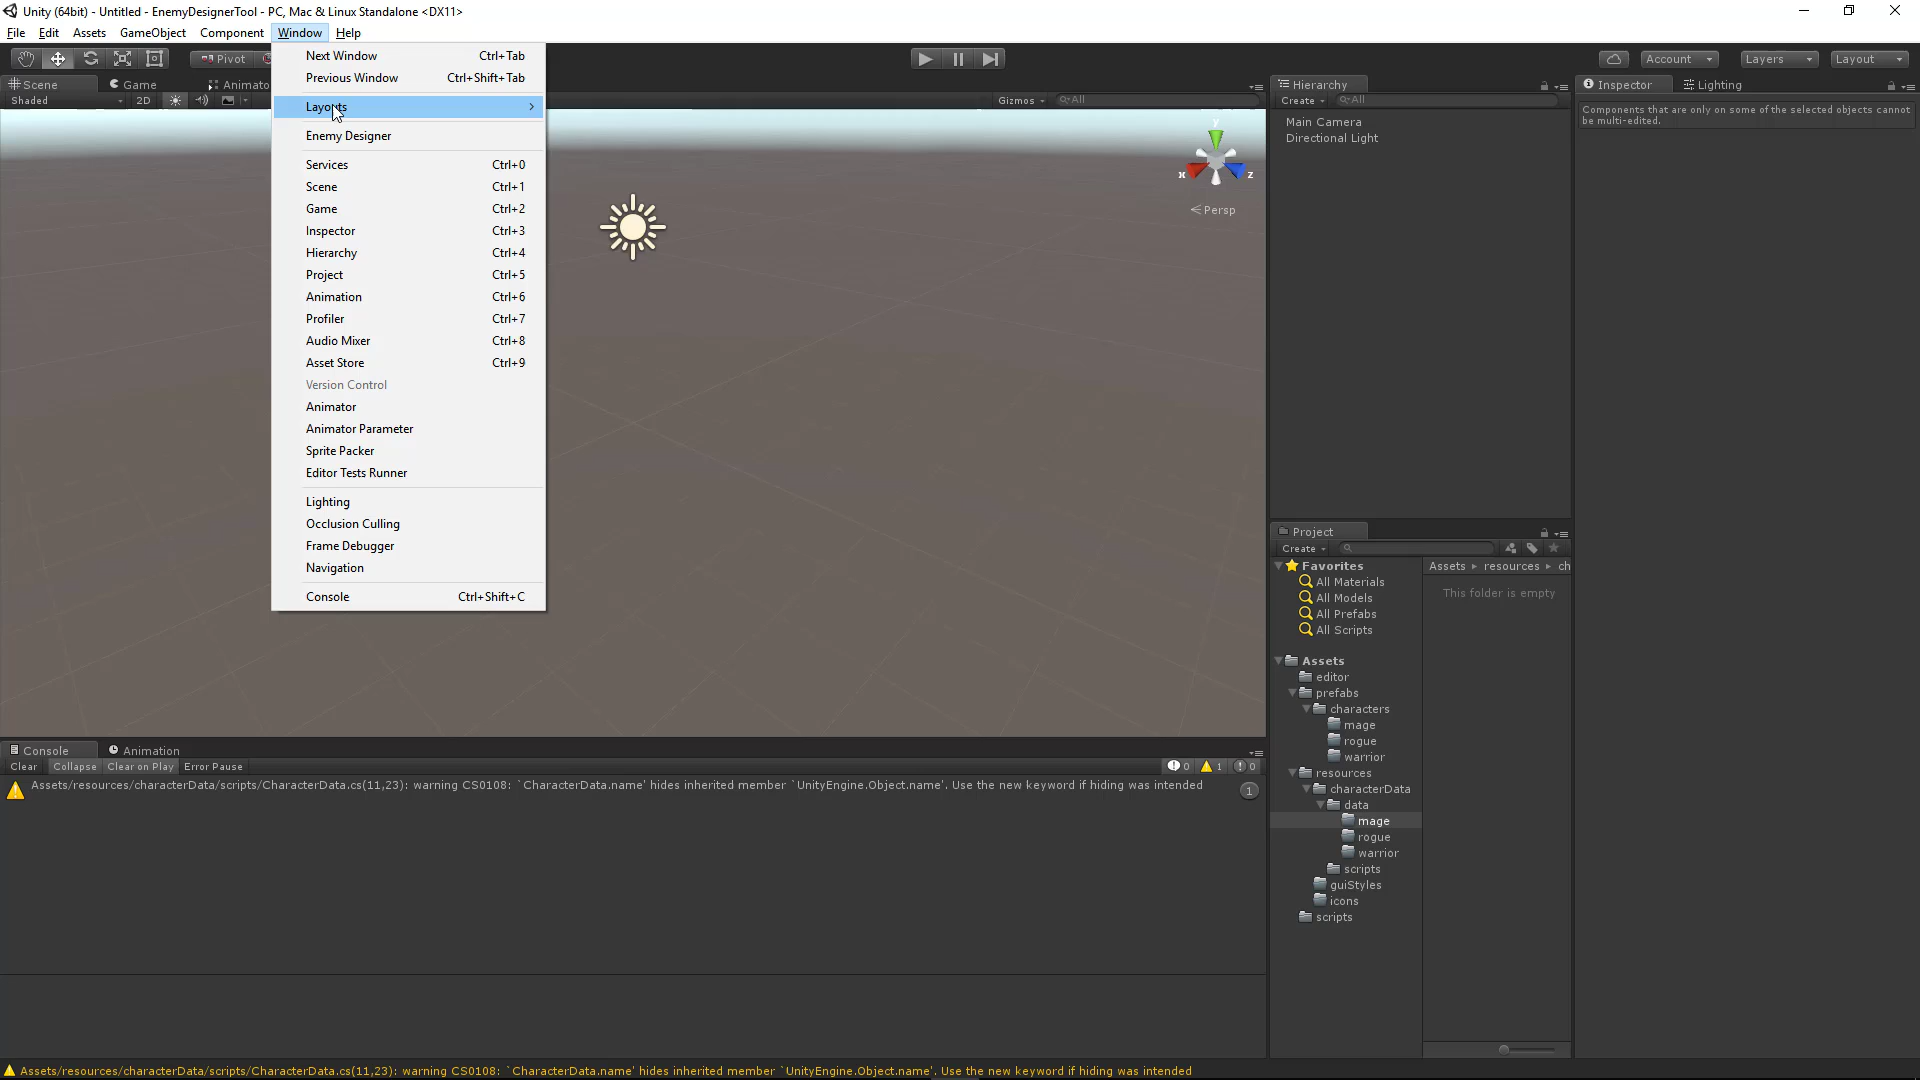 Unity (64bit) - Untitled - EnemyDesignerTool - PC, Mac & Linux Standalone <DX11>
File Edit Assets GameObject Component Window Help
Pivot
Account Layers Layout
Next Window Ctrl+Tab
Previous Window Ctrl+Shift+Tab
Layouts
Enemy Designer
Services Ctrl+0
Scene Ctrl+1
Game Ctrl+2
Inspector Ctrl+3
Hierarchy Ctrl+4
Project Ctrl+5
Animation Ctrl+6
Profiler Ctrl+7
Audio Mixer Ctrl+8
Asset Store Ctrl+9
Version Control
Animator
Animator Parameter
Sprite Packer
Editor Tests Runner
Lighting
Occlusion Culling
Frame Debugger
Navigation
Console Ctrl+Shift+C
Scene Game Animato
Shaded 2D Gizmos All
y
x z
Persp
Hierarchy
Create All
Main Camera
Directional Light
Inspector Lighting
Components that are only on some of the selected objects cannot
be multi-edited.
Project
Create
Favorites
All Materials
All Models
All Prefabs
All Scripts
Assets
editor
prefabs
characters
mage
rogue
warrior
resources
characterData
data
mage
rogue
warrior
scripts
guiStyles
icons
scripts
Assets resources ch
This folder is empty
Console Animation
Clear Collapse Clear on Play Error Pause 0 1 0
Assets/resources/characterData/scripts/CharacterData.cs(11,23): warning CS0108: `CharacterData.name' hides inherited member `UnityEngine.Object.name'. Use the new keyword if hiding was intended
1
Assets/resources/characterData/scripts/CharacterData.cs(11,23): warning CS0108: `CharacterData.name' hides inherited member `UnityEngine.Object.name'. Use the new keyword if hiding was intended